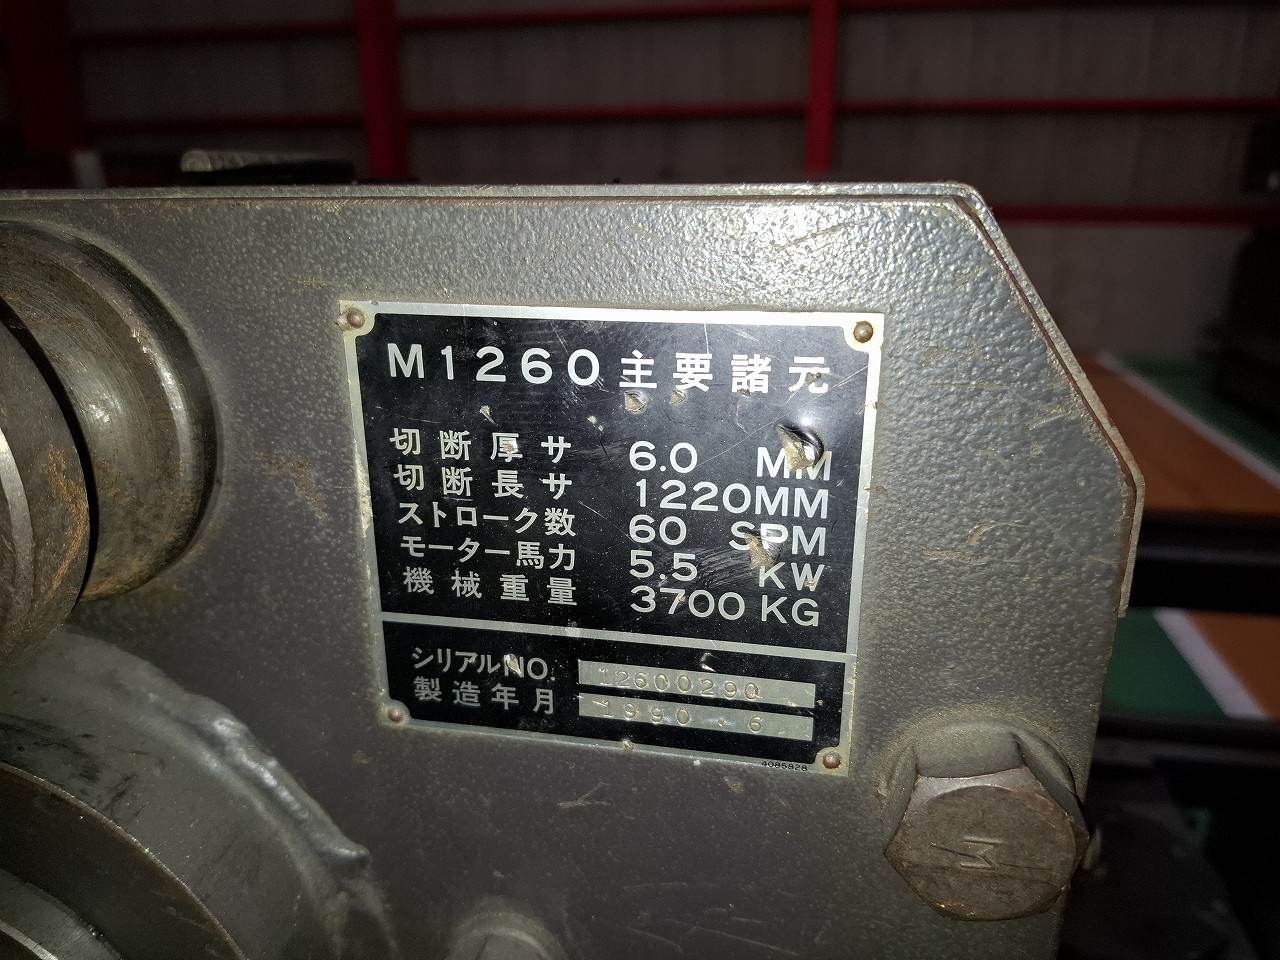 M1260 主要諸元
切断厚サ 6.0 MM
切断長サ 1220MM
ストローク数 60 SPM
モーター馬力 5.5 KW
機械重量 3700KG
シリアルNO. 12600290
製造年月 1990.6
4085828
M